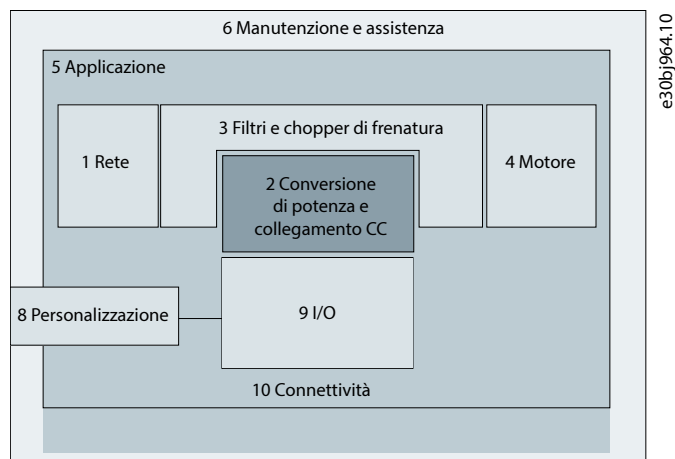 6 Manutenzione e assistenza
5 Applicazione
3 Filtri e chopper di frenatura
1 Rete
4 Motore
2 Conversione
di potenza e
collegamento CC
8 Personalizzazione
9 I/O
10 Connettività
e30bj964.10